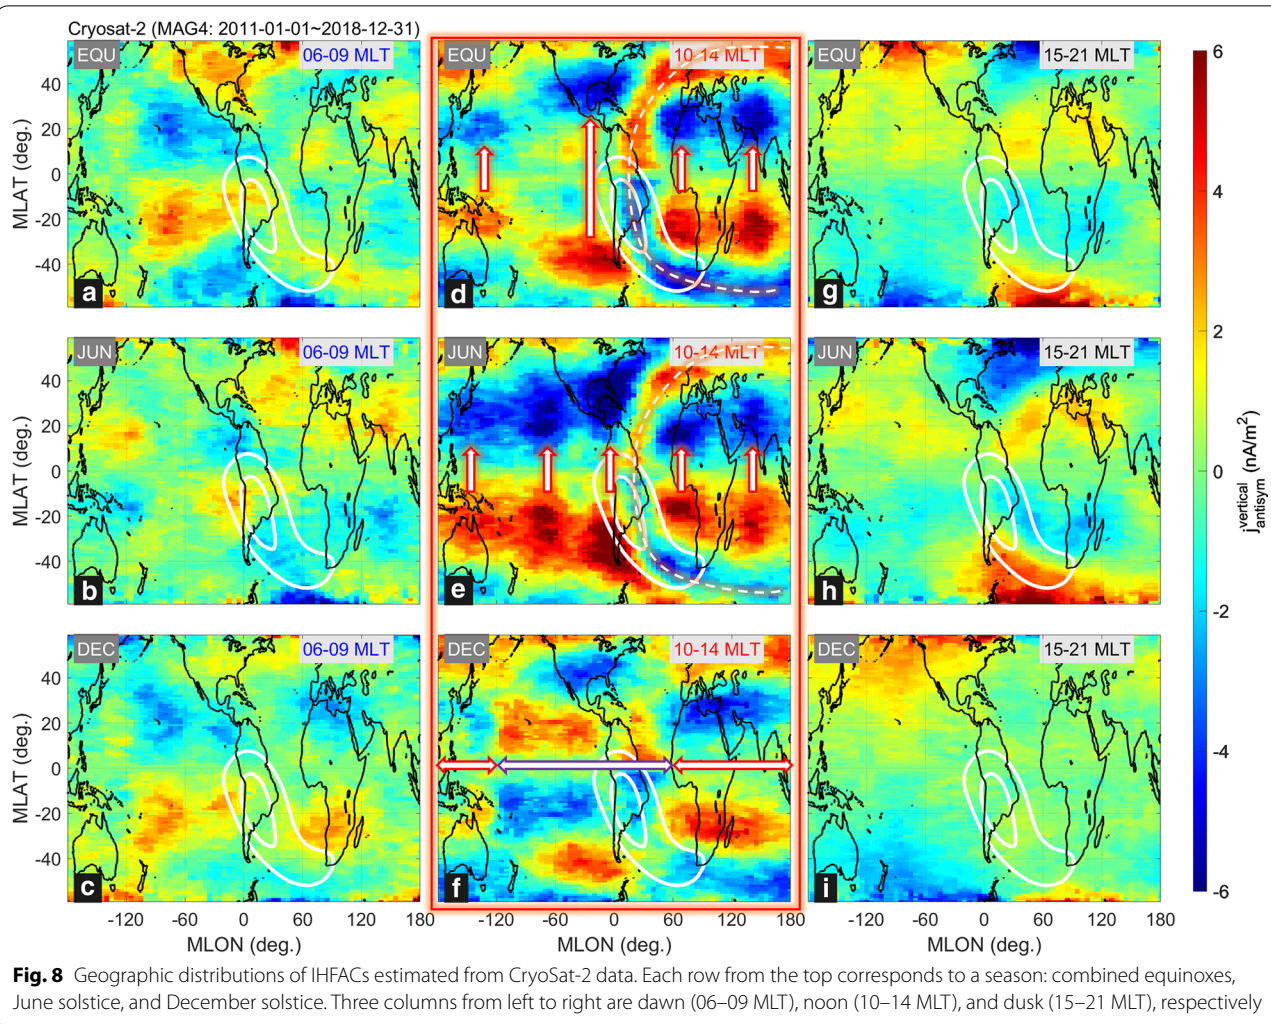 Cryosat-2 (MAG4: 2011-01-01~2018-12-31)
EQU 06-09 MLT
EQU 10-14 MLT
EQU 15-21 MLT
MLAT (deg.)
40
20
0
-20
-40
a
d
g
JUN 06-09 MLT
JUN 10-14 MLT
JUN 15-21 MLT
MLAT (deg.)
40
20
0
-20
-40
b
e
h
DEC 06-09 MLT
DEC 10-14 MLT
DEC 15-21 MLT
MLAT (deg.)
40
20
0
-20
-40
c
f
i
-120 -60 0 60 120 180
-120 -60 0 60 120 180
-120 -60 0 60 120 180
MLON (deg.)
MLON (deg.)
MLON (deg.)
6
4
2
0
-2
-4
-6
j vertical antisym (nA/m²)
Fig. 8 Geographic distributions of IHFACs estimated from CryoSat-2 data. Each row from the top corresponds to a season: combined equinoxes,
June solstice, and December solstice. Three columns from left to right are dawn (06–09 MLT), noon (10–14 MLT), and dusk (15–21 MLT), respectively